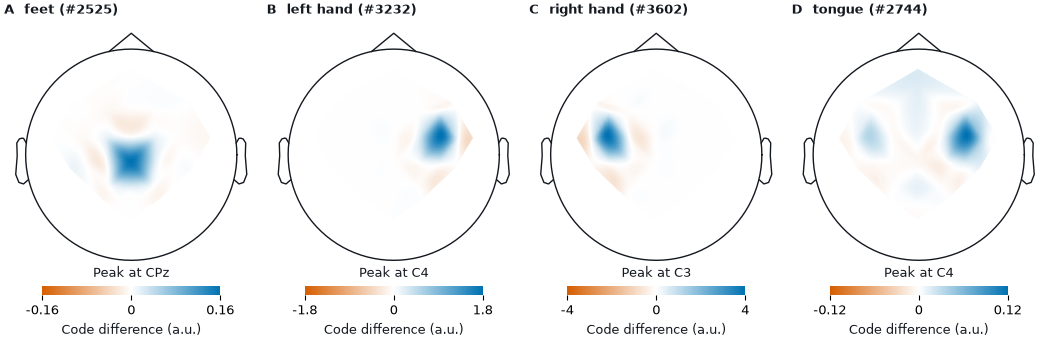 A feet (#2525)
B left hand (#3232)
C right hand (#3602)
D tongue (#2744)
Peak at CPz
Peak at C4
Peak at C3
Peak at C4
-0.16 0 0.16
-1.8 0 1.8
-4 0 4
-0.12 0 0.12
Code difference (a.u.)
Code difference (a.u.)
Code difference (a.u.)
Code difference (a.u.)